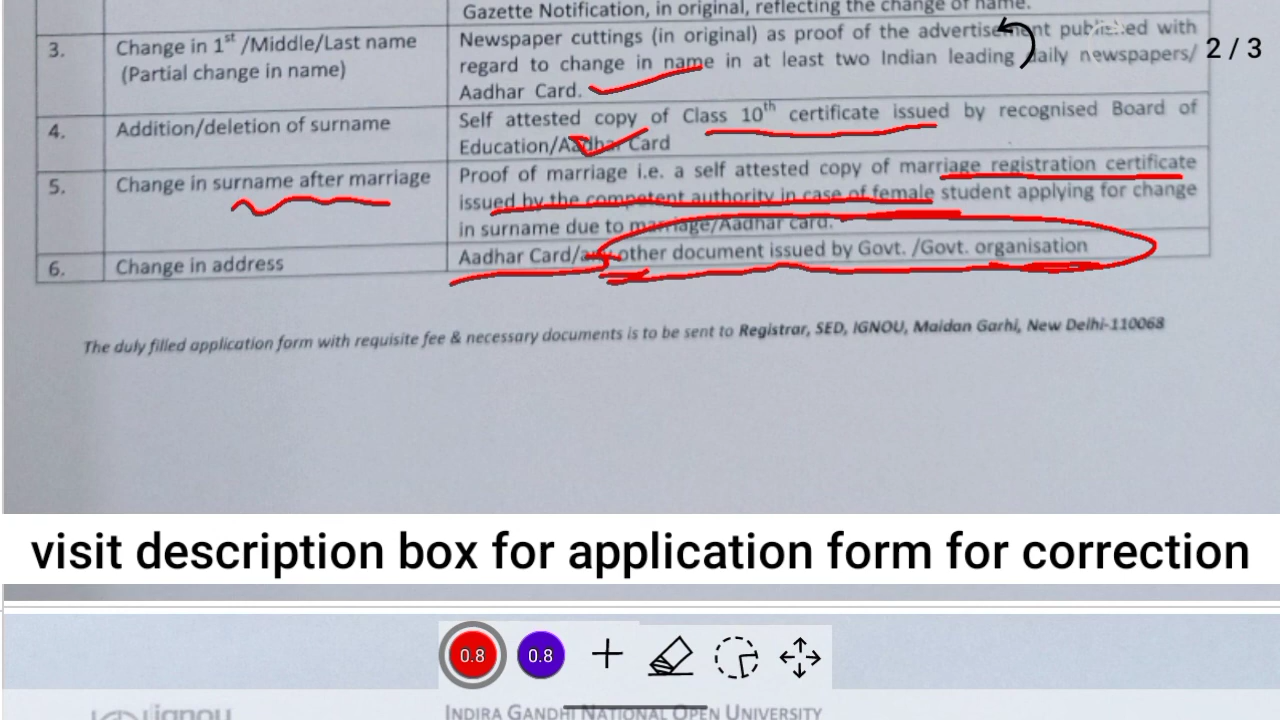 Gazette Notification, in original, reflecting the change of name.
3. Change in 1st /Middle/Last name
(Partial change in name)
Newspaper cuttings (in original) as proof of the advertisement published with
regard to change in name in at least two Indian leading daily newspapers/
Aadhar Card.
2 / 3
4. Addition/deletion of surname
Self attested copy of Class 10th certificate issued by recognised Board of
Education/Aadhar Card
5. Change in surname after marriage
Proof of marriage i.e. a self attested copy of marriage registration certificate
issued by the competent authority in case of female student applying for change
in surname due to marriage/Aadhar card.
6. Change in address
Aadhar Card/any other document issued by Govt. /Govt. organisation
The duly filled application form with requisite fee & necessary documents is to be sent to Registrar, SED, IGNOU, Maidan Garhi, New Delhi-110068
visit description box for application form for correction
0.8 0.8
ignou INDIRA GANDHI NATIONAL OPEN UNIVERSITY